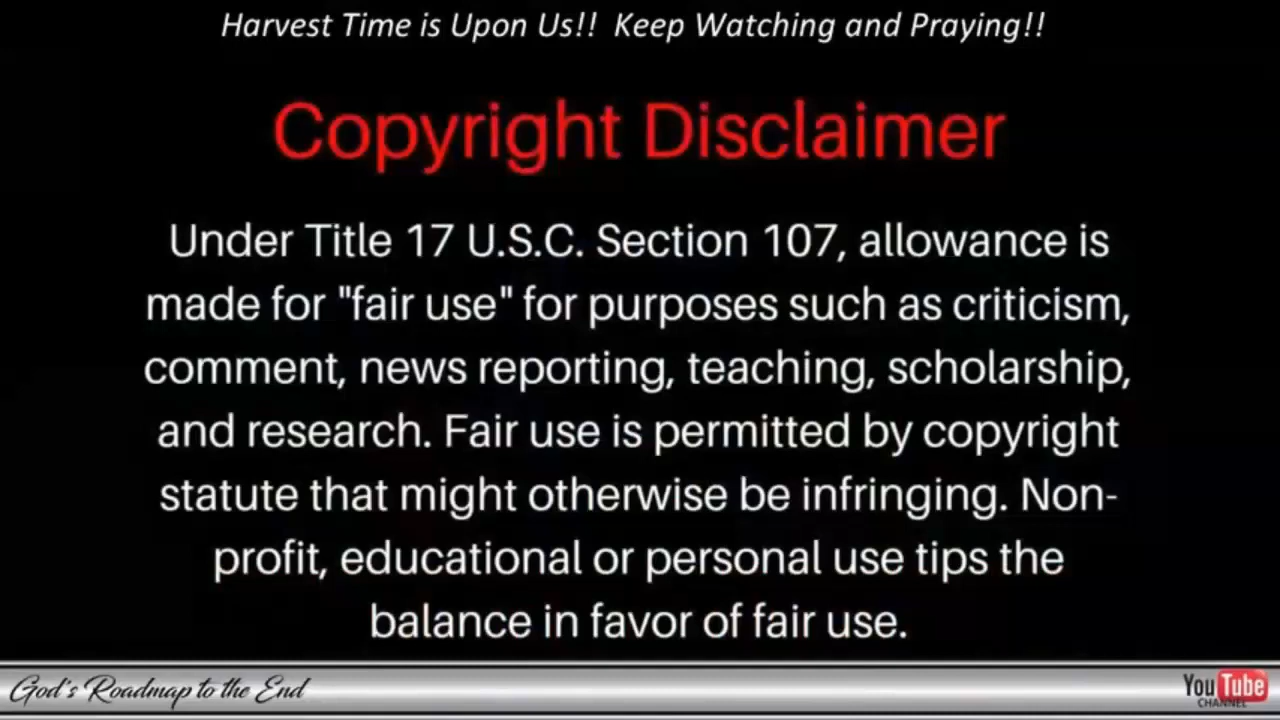 Harvest Time is Upon Us!! Keep Watching and Praying!!
Copyright Disclaimer
Under Title 17 U.S.C. Section 107, allowance is
made for "fair use" for purposes such as criticism,
comment, news reporting, teaching, scholarship,
and research. Fair use is permitted by copyright
statute that might otherwise be infringing. Non-
profit, educational or personal use tips the
balance in favor of fair use.
God's Roadmap to the End
YouTube
CHANNEL